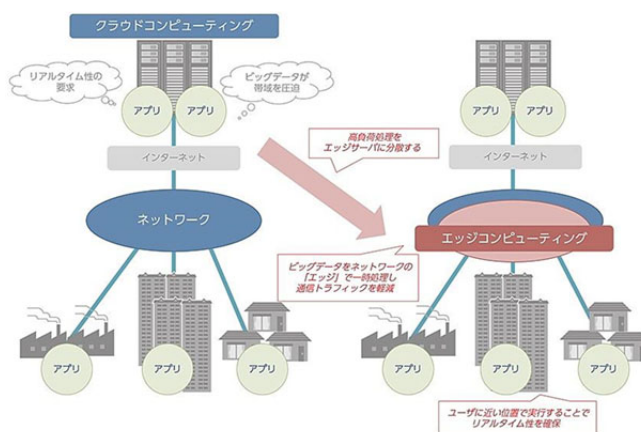 クラウドコンピューティング
リアルタイム性の
要求
ビッグデータが
帯域を圧迫
アプリ
アプリ
インターネット
ネットワーク
アプリ
アプリ
アプリ
高負荷処理を
エッジサーバに分散する
ビッグデータをネットワークの
「エッジ」で一時処理し
通信トラフィックを軽減
アプリ
アプリ
インターネット
エッジコンピューティング
アプリ
アプリ
アプリ
ユーザに近い位置で実行することで
リアルタイム性を確保